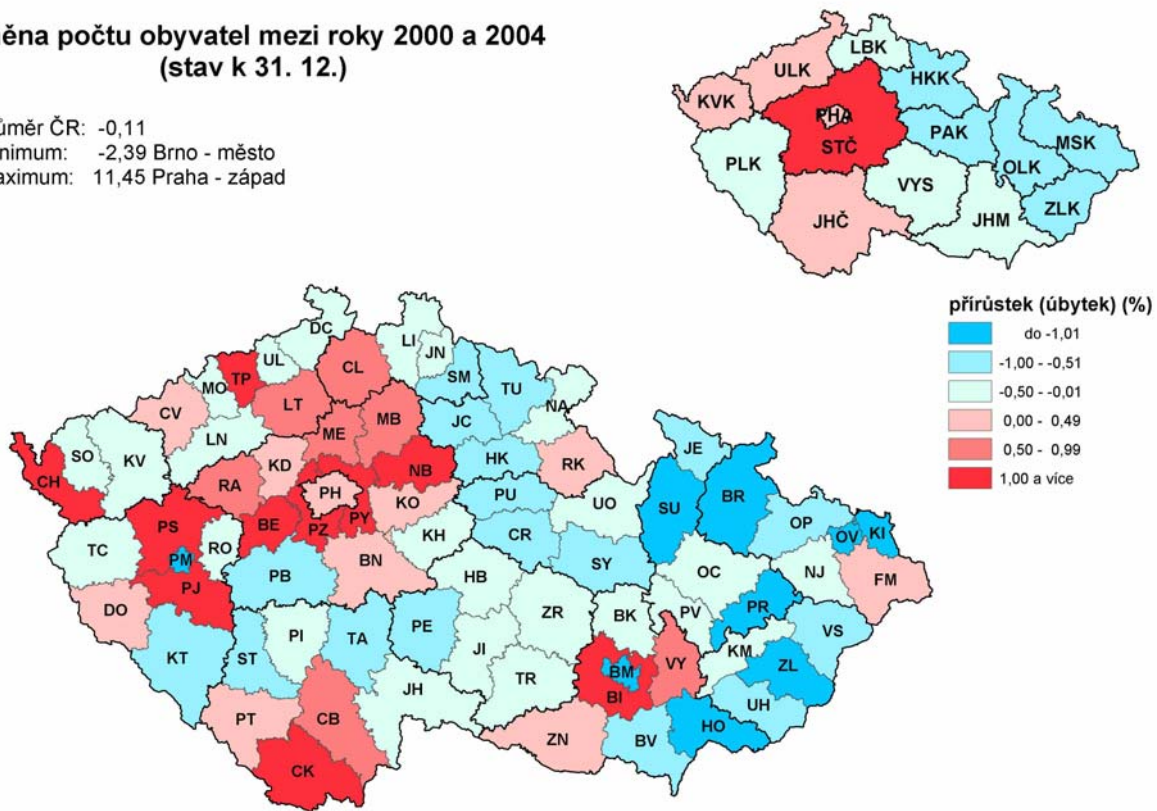 ěna počtu obyvatel mezi roky 2000 a 2004
(stav k 31. 12.)
ůměr ČR: -0,11
nimum: -2,39 Brno - město
aximum: 11,45 Praha - západ
LBK
ULK
HKK
KVK
PHA
PAK
STČ
MSK
PLK
OLK
VYS
ZLK
JHČ
JHM
přírůstek (úbytek) (%)
do -1,01
-1,00 - -0,51
-0,50 - -0,01
0,00 - 0,49
0,50 - 0,99
1,00 a více
DC
LI
UL
JN
TP
CL
SM
TU
MO
NA
CV
LT
MB
JC
ME
LN
SO
KV
JE
HK
RK
KD
NB
CH
RA
PH
BR
PU
KO
UO
SU
PS
BE
PZ
PY
OP
OV
KI
CR
KH
RO
TC
PM
BN
SY
OC
NJ
FM
PB
HB
PJ
DO
ZR
BK
PV
PR
PE
VS
PI
TA
KM
KT
ST
JI
BM
VY
ZL
TR
JH
BI
UH
PT
CB
HO
ZN
BV
CK